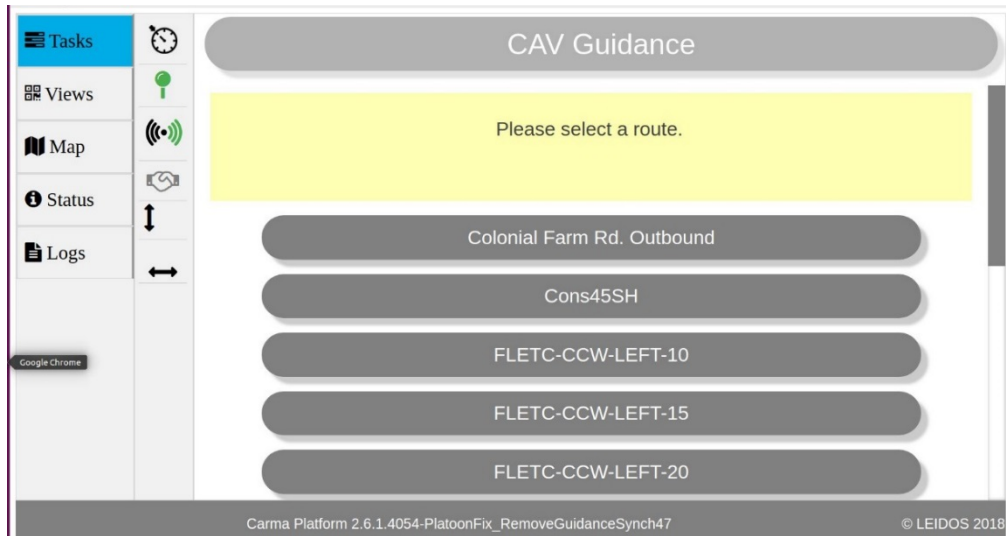 Tasks
Views
Map
Status
Logs
Google Chrome
CAV Guidance
Please select a route.
Colonial Farm Rd. Outbound
Cons45SH
FLETC-CCW-LEFT-10
FLETC-CCW-LEFT-15
FLETC-CCW-LEFT-20
Carma Platform 2.6.1.4054-PlatoonFix_RemoveGuidanceSynch47
© LEIDOS 2018